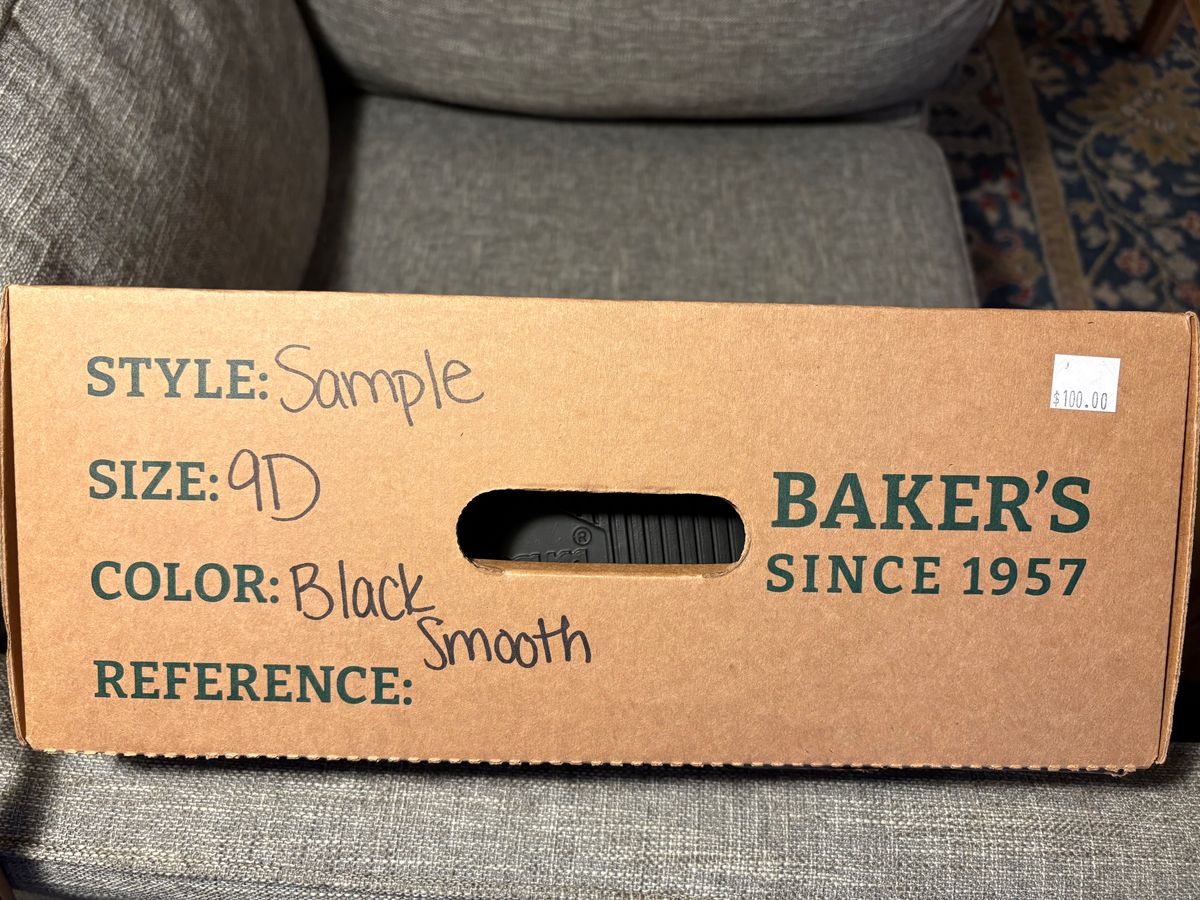 STYLE: Sample
$100.00
SIZE: 9D
BAKER'S
SINCE 1957
COLOR: Black
Smooth
REFERENCE:
®